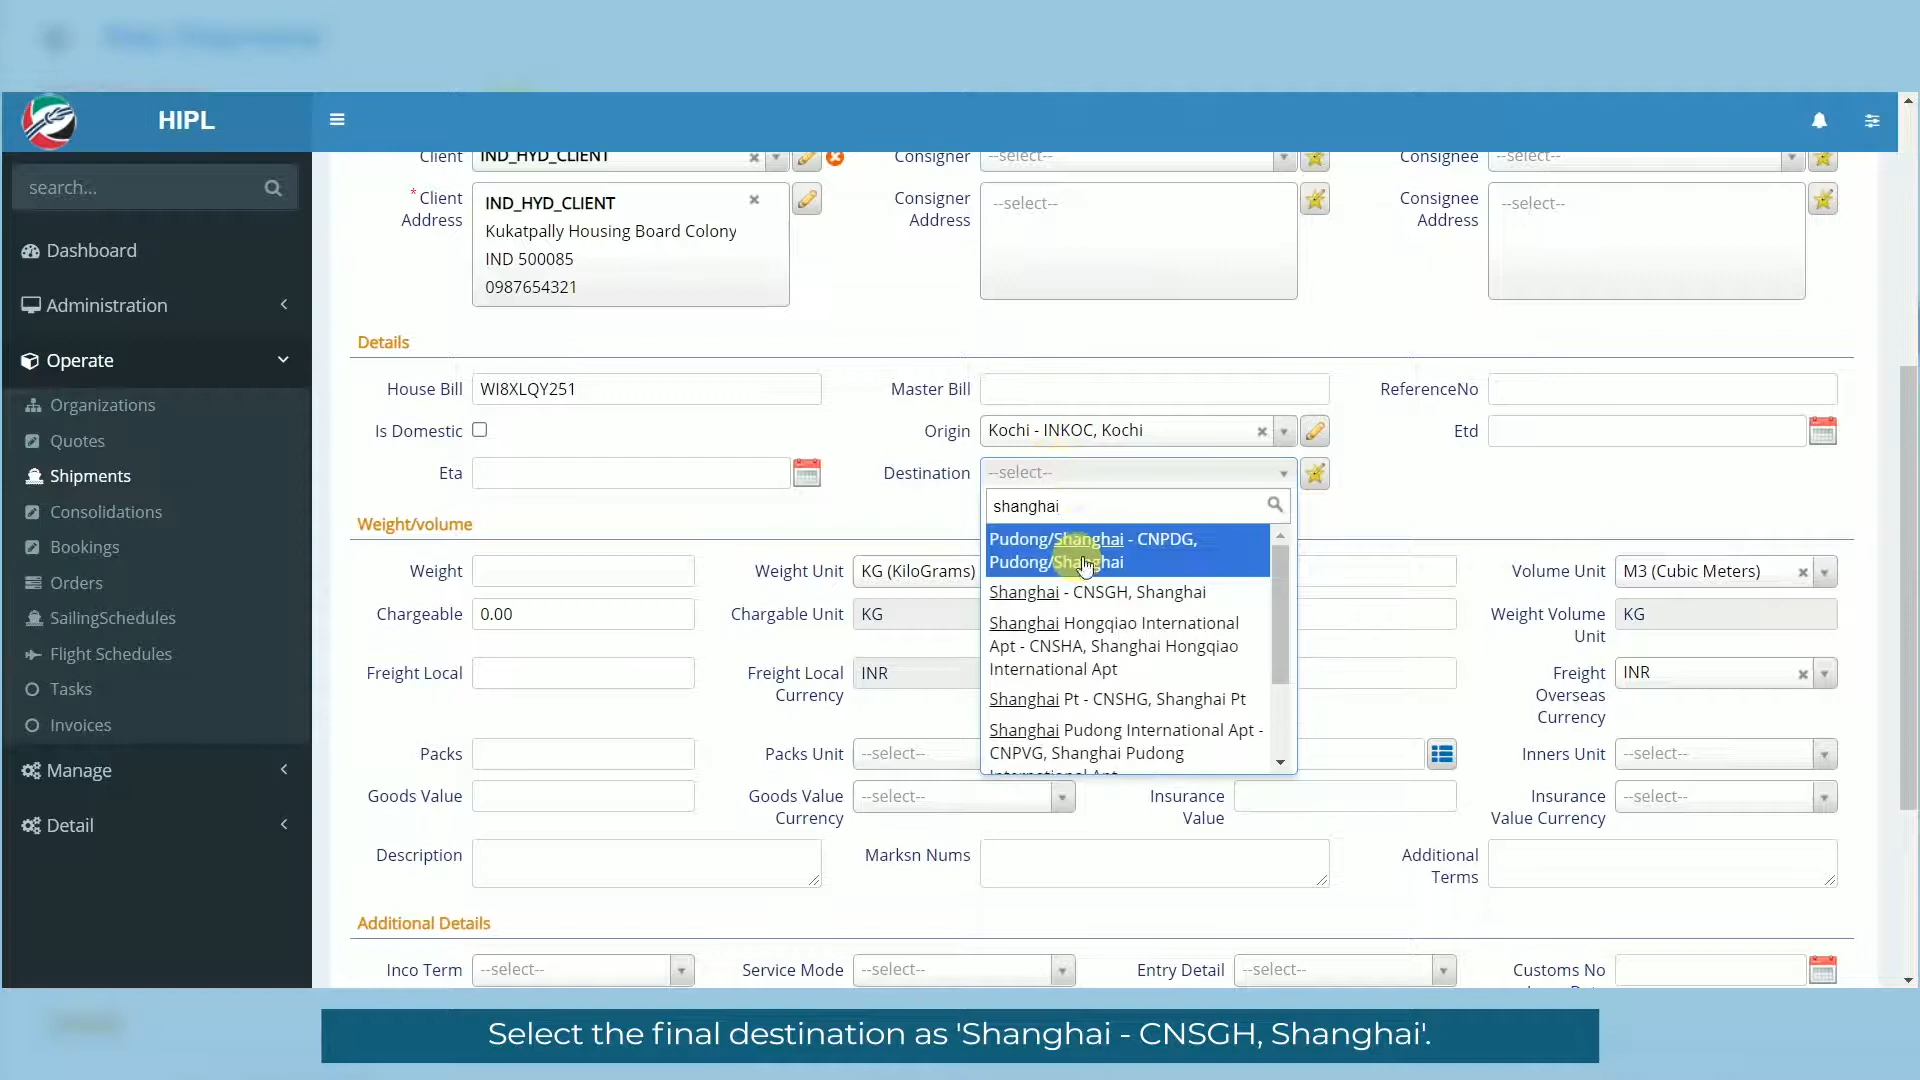 HIPL
search...
Dashboard
Administration
Operate
Organizations
Quotes
Shipments
Consolidations
Bookings
Orders
SailingSchedules
Flight Schedules
Tasks
Invoices
Manage
Detail
Client IND_HYD_CLIENT Consigner --select-- Consignee --select--
* Client Address
IND_HYD_CLIENT
Kukatpally Housing Board Colony
IND 500085
0987654321
Consigner Address --select--
Consignee Address --select--
Details
House Bill WI8XLQY251 Master Bill ReferenceNo
Is Domestic Origin Kochi - INKOC, Kochi Etd
Eta Destination --select--
shanghai
Pudong/Shanghai - CNPDG,
Pudong/Shanghai
Shanghai - CNSGH, Shanghai
Shanghai Hongqiao International
Apt - CNSHA, Shanghai Hongqiao
International Apt
Shanghai Pt - CNSHG, Shanghai Pt
Shanghai Pudong International Apt -
CNPVG, Shanghai Pudong
International Apt
Weight/volume
Weight Weight Unit KG (KiloGrams) Volume Unit M3 (Cubic Meters)
Chargeable 0.00 Chargable Unit KG Weight Volume Unit KG
Freight Local Freight Local Currency INR Freight Overseas Currency INR
Packs Packs Unit --select-- Inners Unit --select--
Goods Value Goods Value Currency --select-- Insurance Value Insurance Value Currency --select--
Description Marksn Nums Additional Terms
Additional Details
Inco Term --select-- Service Mode --select-- Entry Detail --select-- Customs No
Select the final destination as 'Shanghai - CNSGH, Shanghai'.